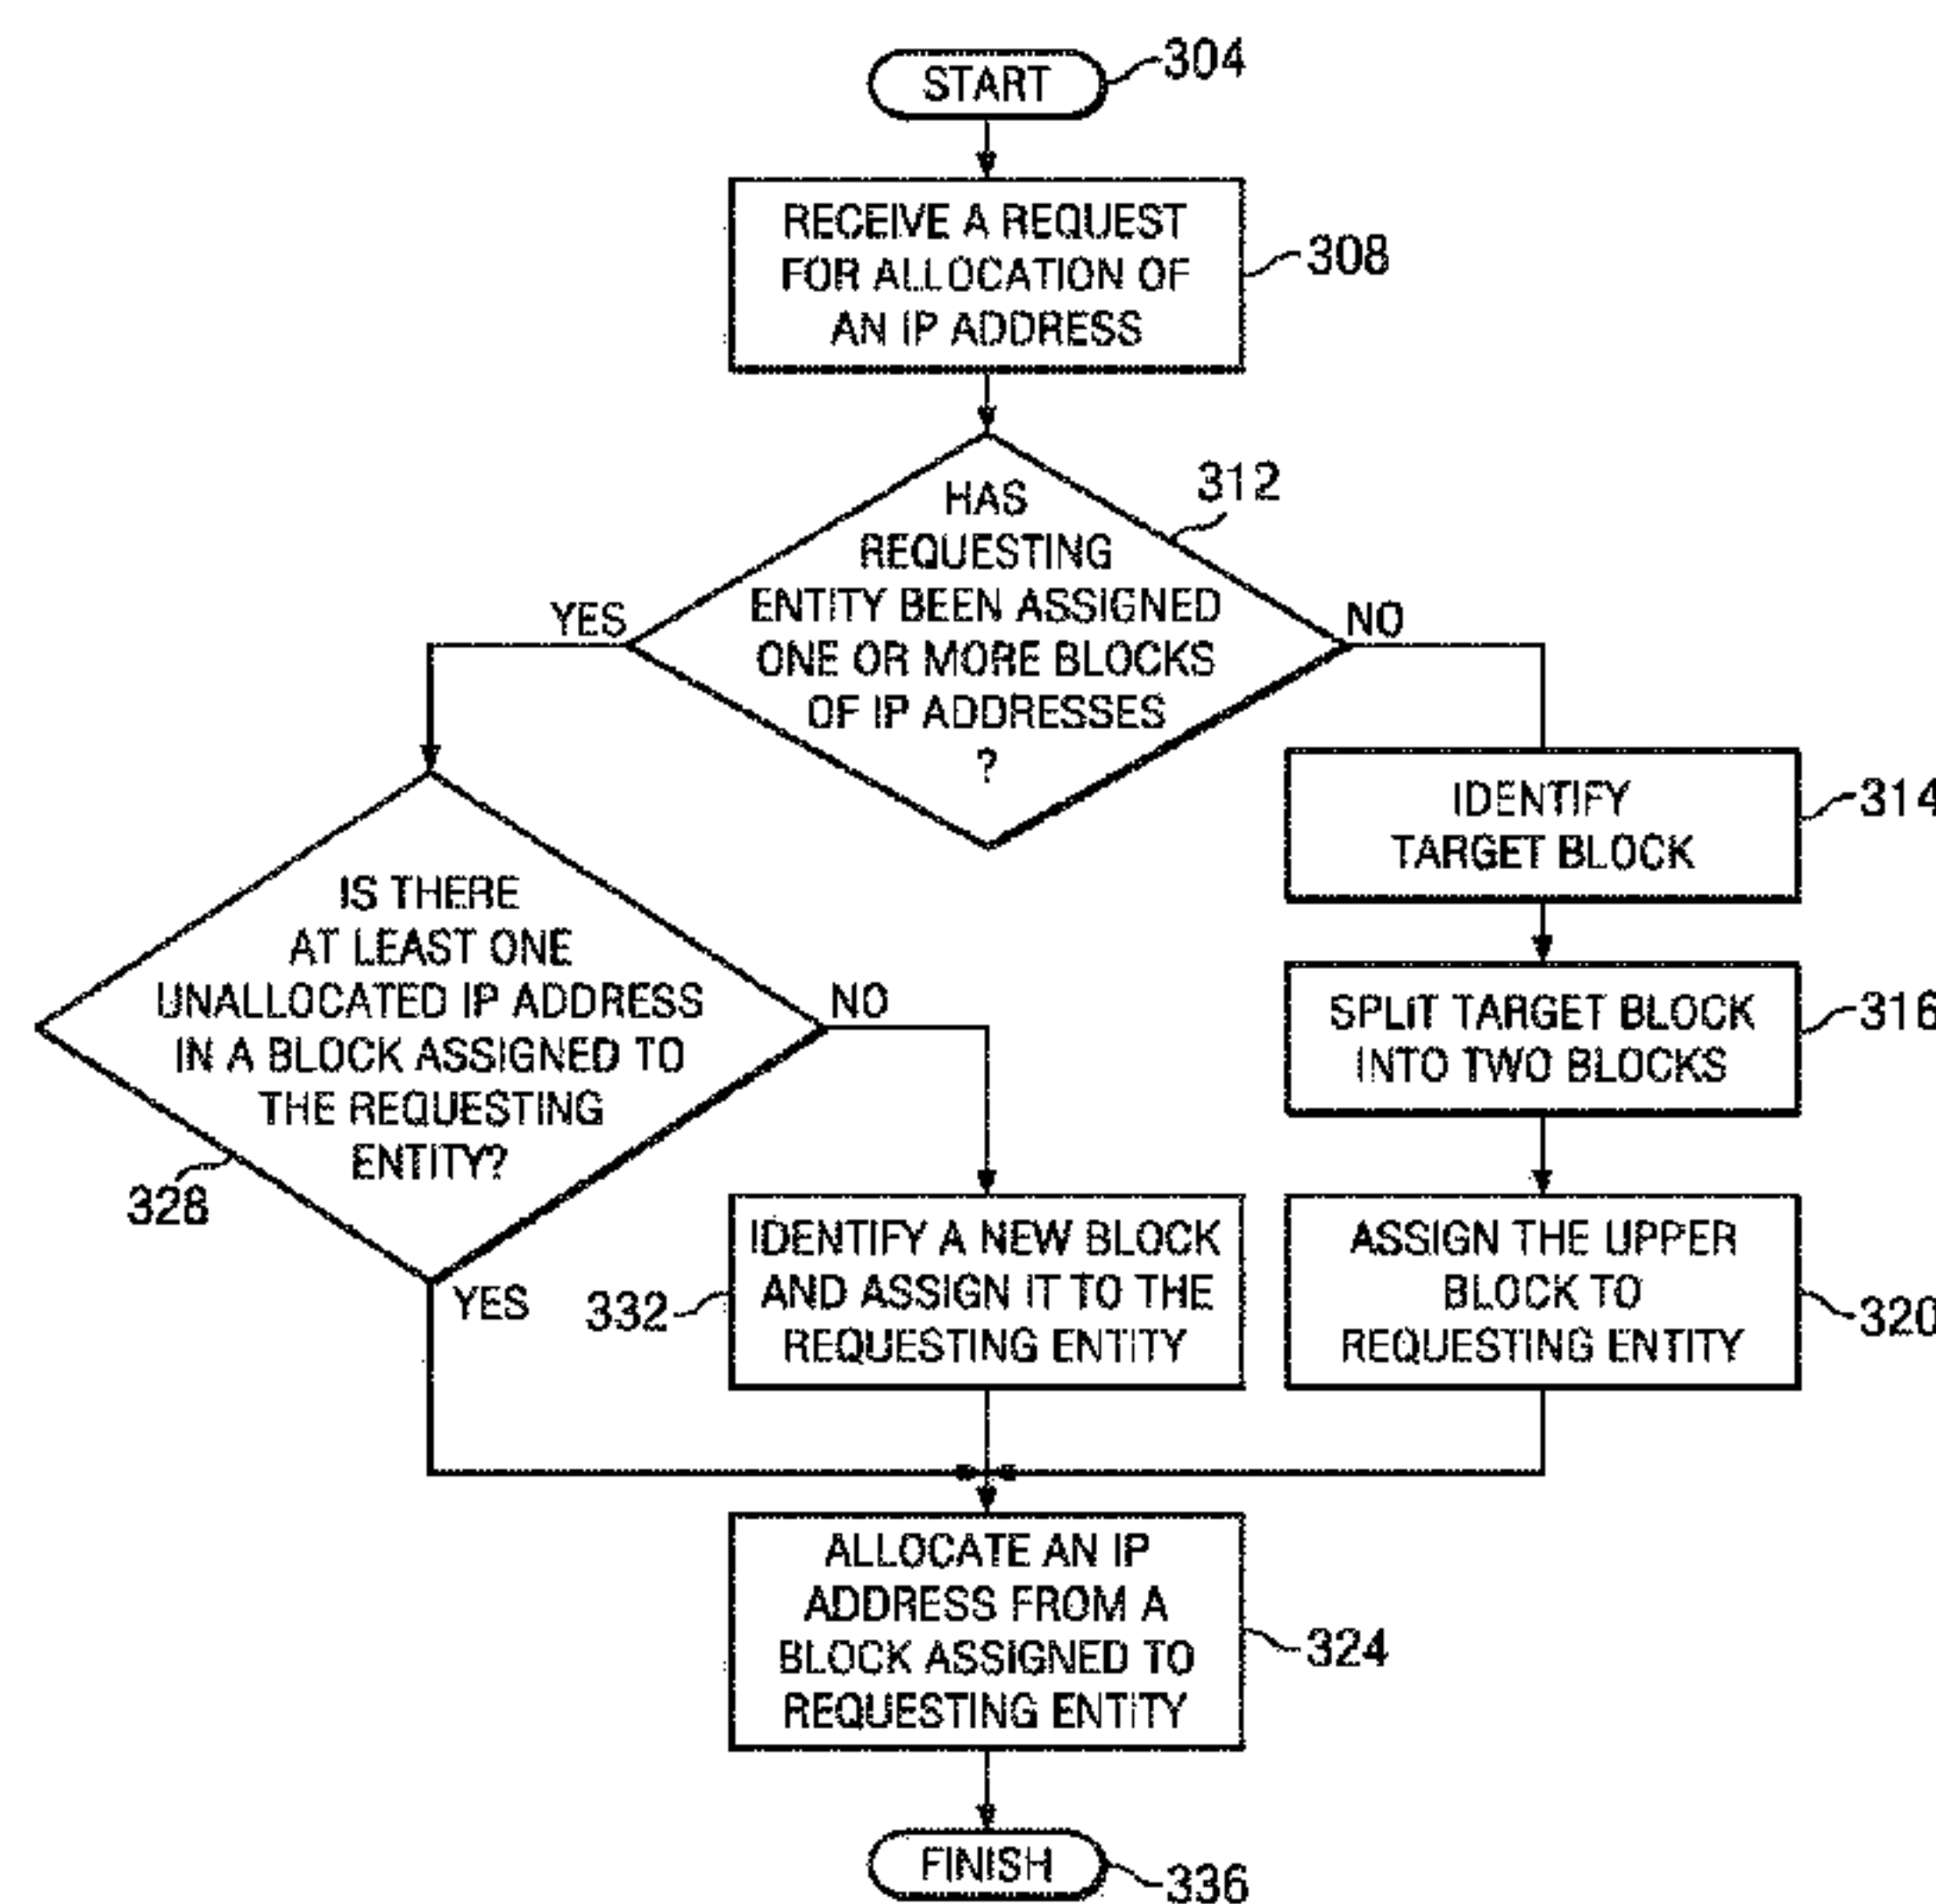 START
304
RECEIVE A REQUEST
FOR ALLOCATION OF
AN IP ADDRESS
308
HAS
REQUESTING
ENTITY BEEN ASSIGNED
ONE OR MORE BLOCKS
OF IP ADDRESSES
?
312
YES
NO
IDENTIFY
TARGET BLOCK
314
IS THERE
AT LEAST ONE
UNALLOCATED IP ADDRESS
IN A BLOCK ASSIGNED TO
THE REQUESTING
ENTITY?
328
NO
YES
SPLIT TARGET BLOCK
INTO TWO BLOCKS
316
IDENTIFY A NEW BLOCK
AND ASSIGN IT TO THE
REQUESTING ENTITY
332
ASSIGN THE UPPER
BLOCK TO
REQUESTING ENTITY
320
ALLOCATE AN IP
ADDRESS FROM A
BLOCK ASSIGNED TO
REQUESTING ENTITY
324
FINISH
336